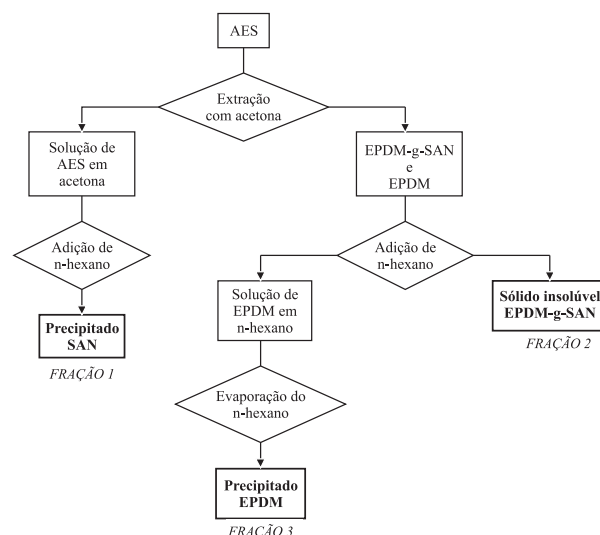 AES
Extração
com acetona
Solução de
AES em
acetona
EPDM-g-SAN
e
EPDM
Adição de
n-hexano
Adição de
n-hexano
Solução de
EPDM em
n-hexano
Sólido insolúvel
EPDM-g-SAN
FRAÇÃO 2
Precipitado
SAN
FRAÇÃO 1
Evaporação do
n-hexano
Precipitado
EPDM
FRAÇÃO 3